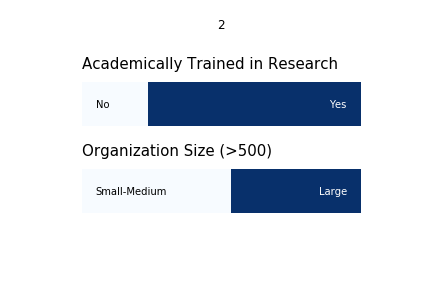 2
Academically Trained in Research
No Yes
Organization Size (>500)
Small-Medium Large